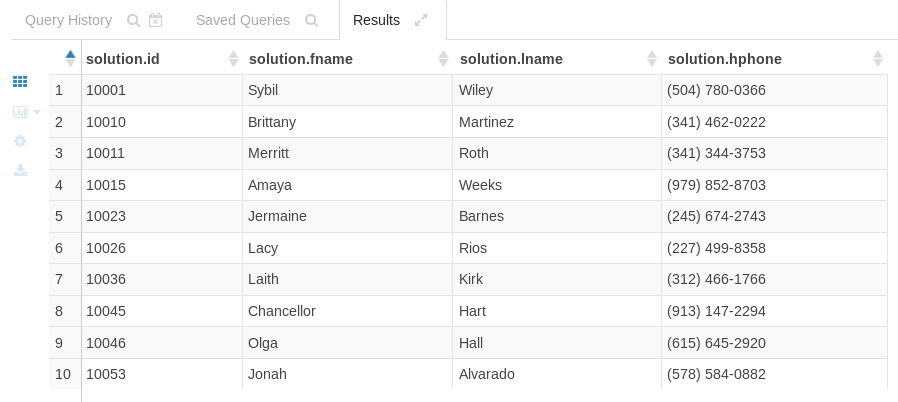 Query History Saved Queries Results
solution.id solution.fname solution.lname solution.hphone
1 10001 Sybil Wiley (504) 780-0366
2 10010 Brittany Martinez (341) 462-0222
3 10011 Merritt Roth (341) 344-3753
4 10015 Amaya Weeks (979) 852-8703
5 10023 Jermaine Barnes (245) 674-2743
6 10026 Lacy Rios (227) 499-8358
7 10036 Laith Kirk (312) 466-1766
8 10045 Chancellor Hart (913) 147-2294
9 10046 Olga Hall (615) 645-2920
10 10053 Jonah Alvarado (578) 584-0882